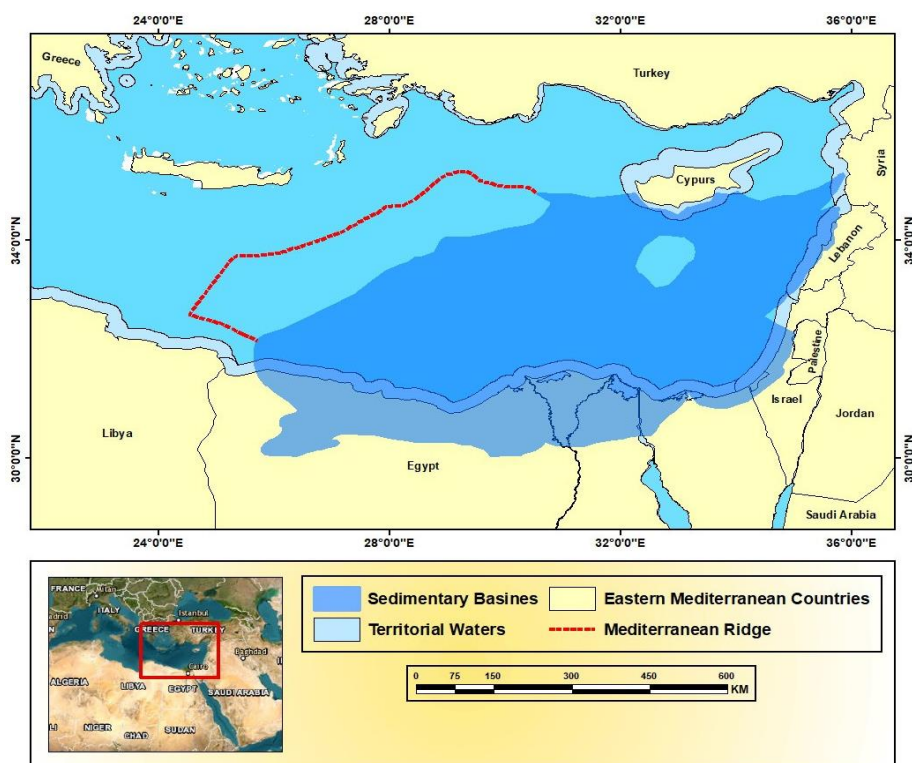 24°0'0"E 28°0'0"E 32°0'0"E 36°0'0"E
Greece
Turkey
Cypurs
Syria
34°0'0"N
34°0'0"N
Lebanon
Palestine
Israel
Jordan
Libya
Egypt
30°0'0"N
30°0'0"N
Saudi Arabia
24°0'0"E 28°0'0"E 32°0'0"E 36°0'0"E
FRANCE
Milan
ITALY
Istanbul
GREECE
TURKEY
Baghdad
Cairo
ALGERIA
LIBYA
EGYPT
SAUDI ARABIA
NIGER
CHAD
SUDAN
Sedimentary Basines
Eastern Mediterranean Countries
Territorial Waters
Mediterranean Ridge
0 75 150 300 450 600
KM